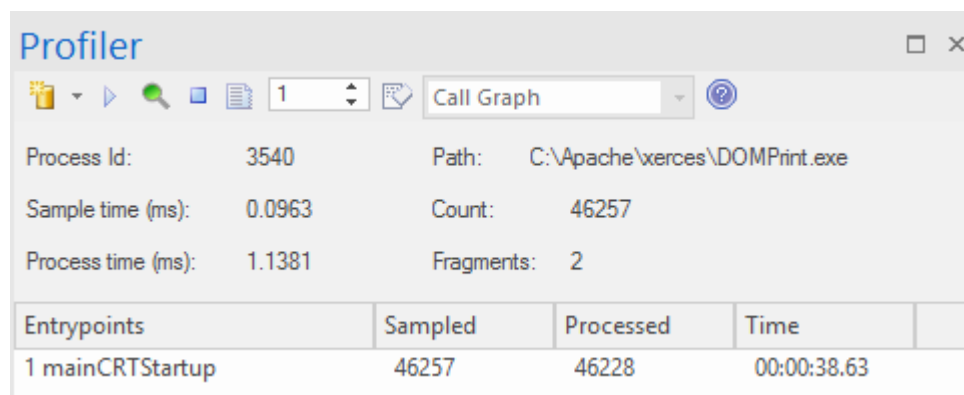 Profiler
1 Call Graph
Process Id: 3540 Path: C:\Apache\xerces\DOMPrint.exe
Sample time (ms): 0.0963 Count: 46257
Process time (ms): 1.1381 Fragments: 2
Entrypoints Sampled Processed Time
1 mainCRTStartup 46257 46228 00:00:38.63